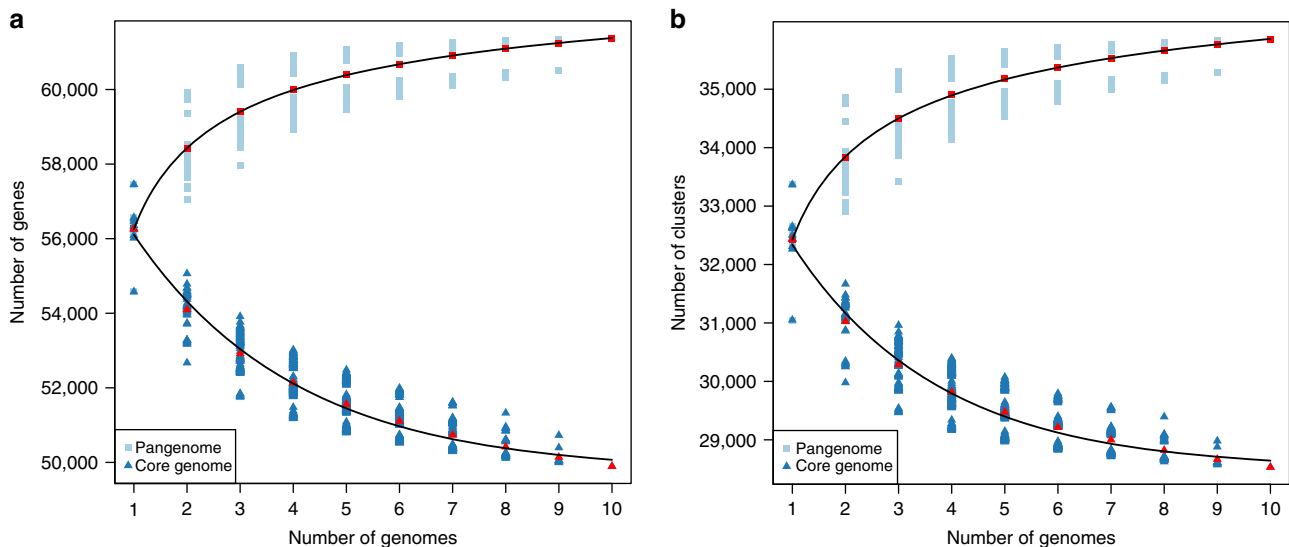 a
Number of genes
60,000
58,000
56,000
54,000
52,000
50,000
Pangenome
Core genome
1 2 3 4 5 6 7 8 9 10
Number of genomes
b
Number of clusters
35,000
34,000
33,000
32,000
31,000
30,000
29,000
Pangenome
Core genome
1 2 3 4 5 6 7 8 9 10
Number of genomes